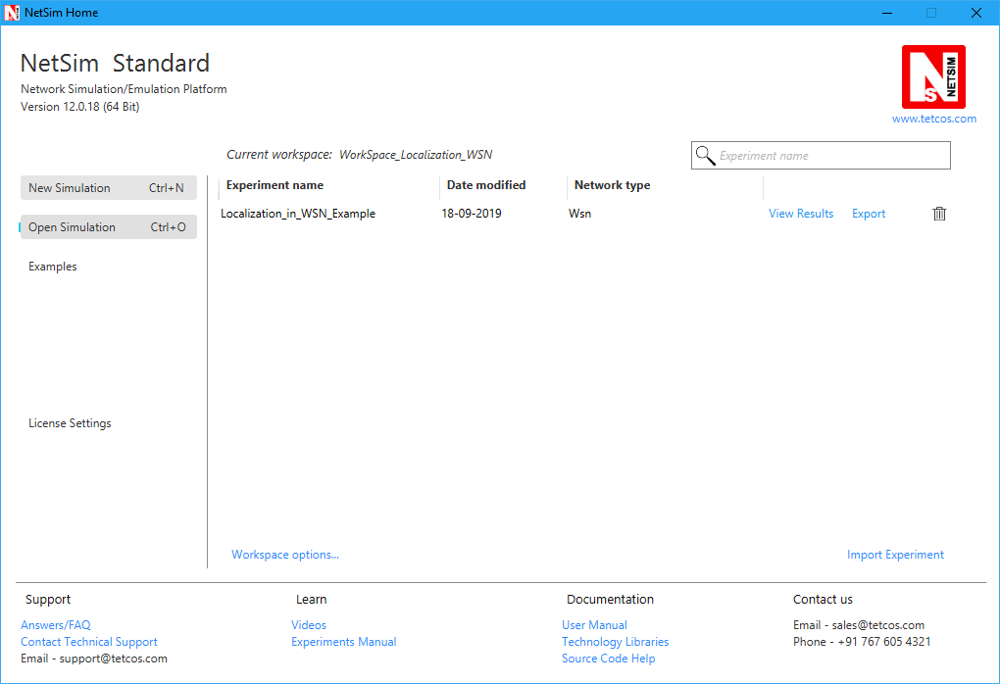 NetSim Home
NetSim Standard
Network Simulation/Emulation Platform
Version 12.0.18 (64 Bit)
NS NETSIM
www.tetcos.com
Current workspace: WorkSpace_Localization_WSN
Experiment name
New Simulation Ctrl+N
Open Simulation Ctrl+O
Examples
License Settings
Experiment name Date modified Network type
Localization_in_WSN_Example 18-09-2019 Wsn View Results Export
Workspace options... Import Experiment
Support
Answers/FAQ
Contact Technical Support
Email - support@tetcos.com
Learn
Videos
Experiments Manual
Documentation
User Manual
Technology Libraries
Source Code Help
Contact us
Email - sales@tetcos.com
Phone - +91 767 605 4321